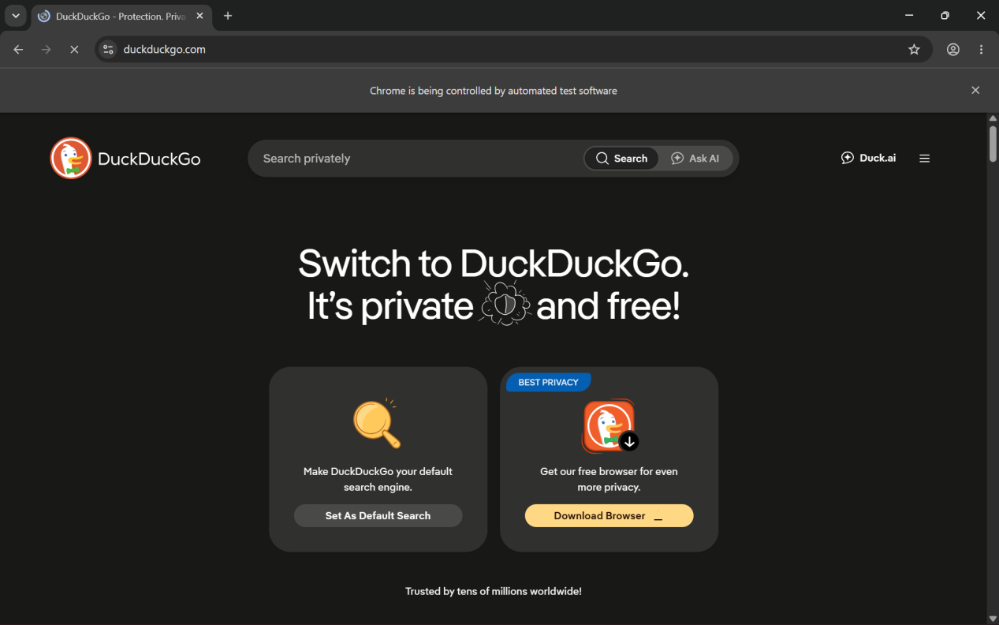 DuckDuckGo - Protection. Priva
duckduckgo.com
Chrome is being controlled by automated test software
DuckDuckGo
Search privately
Search
Ask AI
Duck.ai
Switch to DuckDuckGo.
It's private and free!
Make DuckDuckGo your default
search engine.
Set As Default Search
BEST PRIVACY
Get our free browser for even
more privacy.
Download Browser
Trusted by tens of millions worldwide!